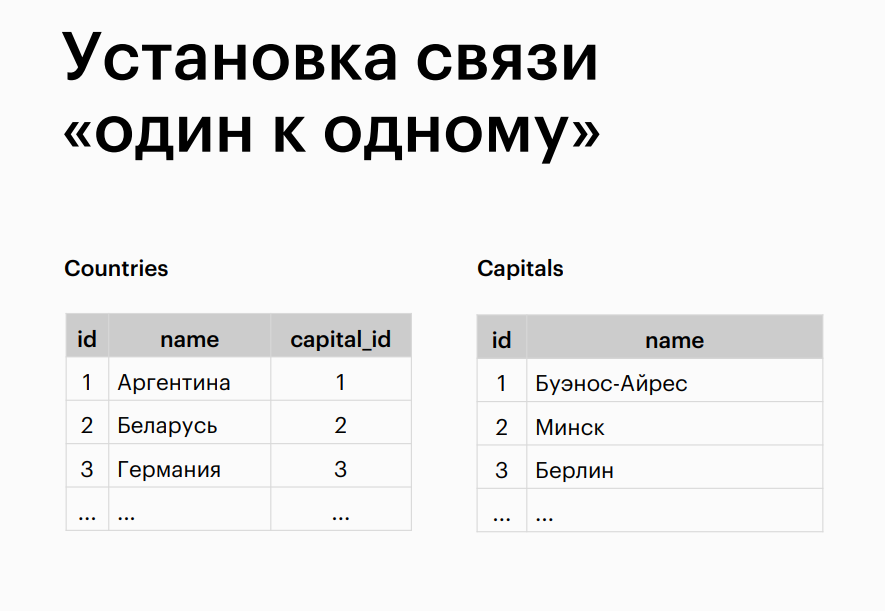 Установка связи
«один к одному»
Countries
id name capital_id
1 Аргентина 1
2 Беларусь 2
3 Германия 3
... ... ...
Capitals
id name
1 Буэнос-Айрес
2 Минск
3 Берлин
... ...